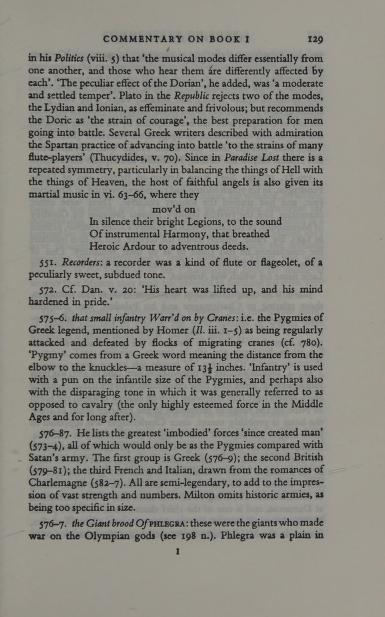 COMMENTARY ON BOOK I 129
in his Politics (viii. 5) that 'the musical modes differ essentially from
one another, and those who hear them are differently affected by
each'. 'The peculiar effect of the Dorian', he added, was 'a moderate
and settled temper'. Plato in the Republic rejects two of the modes,
the Lydian and Ionian, as effeminate and frivolous; but recommends
the Doric as 'the strain of courage', the best preparation for men
going into battle. Several Greek writers described with admiration
the Spartan practice of advancing into battle 'to the strains of many
flute-players' (Thucydides, v. 70). Since in Paradise Lost there is a
repeated symmetry, particularly in balancing the things of Hell with
the things of Heaven, the host of faithful angels is also given its
martial music in vi. 63–66, where they
mov'd on
In silence their bright Legions, to the sound
Of instrumental Harmony, that breathed
Heroic Ardour to adventrous deeds.
551. Recorders: a recorder was a kind of flute or flageolet, of a
peculiarly sweet, subdued tone.
572. Cf. Dan. v. 20: 'His heart was lifted up, and his mind
hardened in pride.'
575–6. that small infantry Warr'd on by Cranes: i.e. the Pygmies of
Greek legend, mentioned by Homer (Il. iii. 1–5) as being regularly
attacked and defeated by flocks of migrating cranes (cf. 780).
'Pygmy' comes from a Greek word meaning the distance from the
elbow to the knuckles—a measure of 13½ inches. 'Infantry' is used
with a pun on the infantile size of the Pygmies, and perhaps also
with the disparaging tone in which it was generally referred to as
opposed to cavalry (the only highly esteemed force in the Middle
Ages and for long after).
576–87. He lists the greatest 'imbodied' forces 'since created man'
(573–4), all of which would only be as the Pygmies compared with
Satan's army. The first group is Greek (576–9); the second British
(579–81); the third French and Italian, drawn from the romances of
Charlemagne (582–7). All are semi-legendary, to add to the impres-
sion of vast strength and numbers. Milton omits historic armies, as
being too specific in size.
576–7. the Giant brood Of PHLEGRA: these were the giants who made
war on the Olympian gods (see 198 n.). Phlegra was a plain in
I